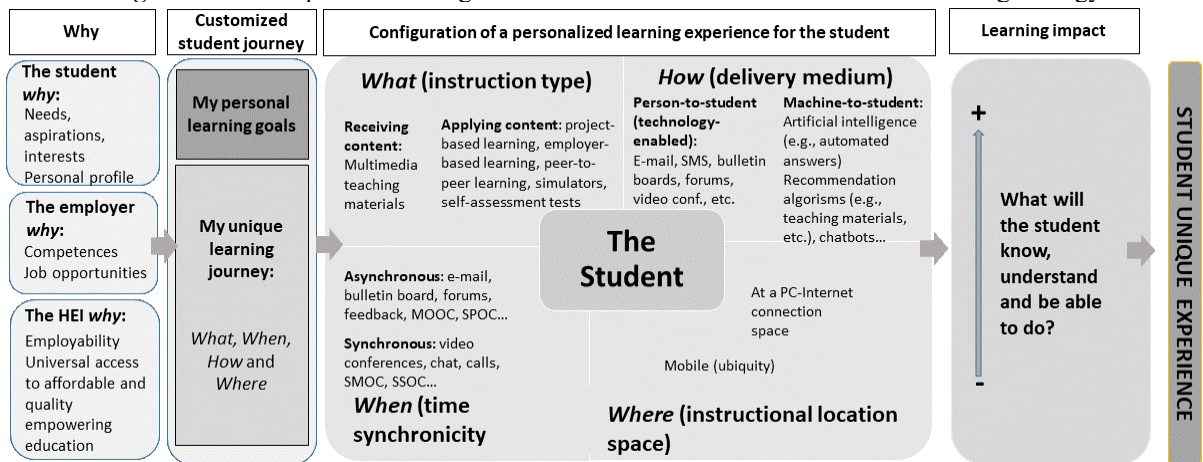 Why
Customized
student journey
Configuration of a personalized learning experience for the student
Learning impact
The student
why:
Needs,
aspirations,
interests
Personal profile
The employer
why:
Competences
Job opportunities
The HEI why:
Employability
Universal access
to affordable and
quality
empowering
education
My personal
learning goals
My unique
learning
journey:
What, When,
How and
Where
What (instruction type)
Receiving
content:
Multimedia
teaching
materials
Applying content: project-
based learning, employer-
based learning, peer-to-
peer learning, simulators,
self-assessment tests
How (delivery medium)
Person-to-student
(technology-
enabled):
E-mail, SMS, bulletin
boards, forums,
video conf., etc.
Machine-to-student:
Artificial intelligence
(e.g., automated
answers)
Recommendation
algorisms (e.g.,
teaching materials,
etc.), chatbots...
The
Student
Asynchronous: e-mail,
bulletin board, forums,
feedback, MOOC, SPOC...
Synchronous: video
conferences, chat, calls,
SMOC, SSOC...
When (time
synchronicity
At a PC-Internet
connection
space
Mobile (ubiquity)
Where (instructional location
space)
+
-
What will
the student
know,
understand
and be able
to do?
STUDENT UNIQUE EXPERIENCE